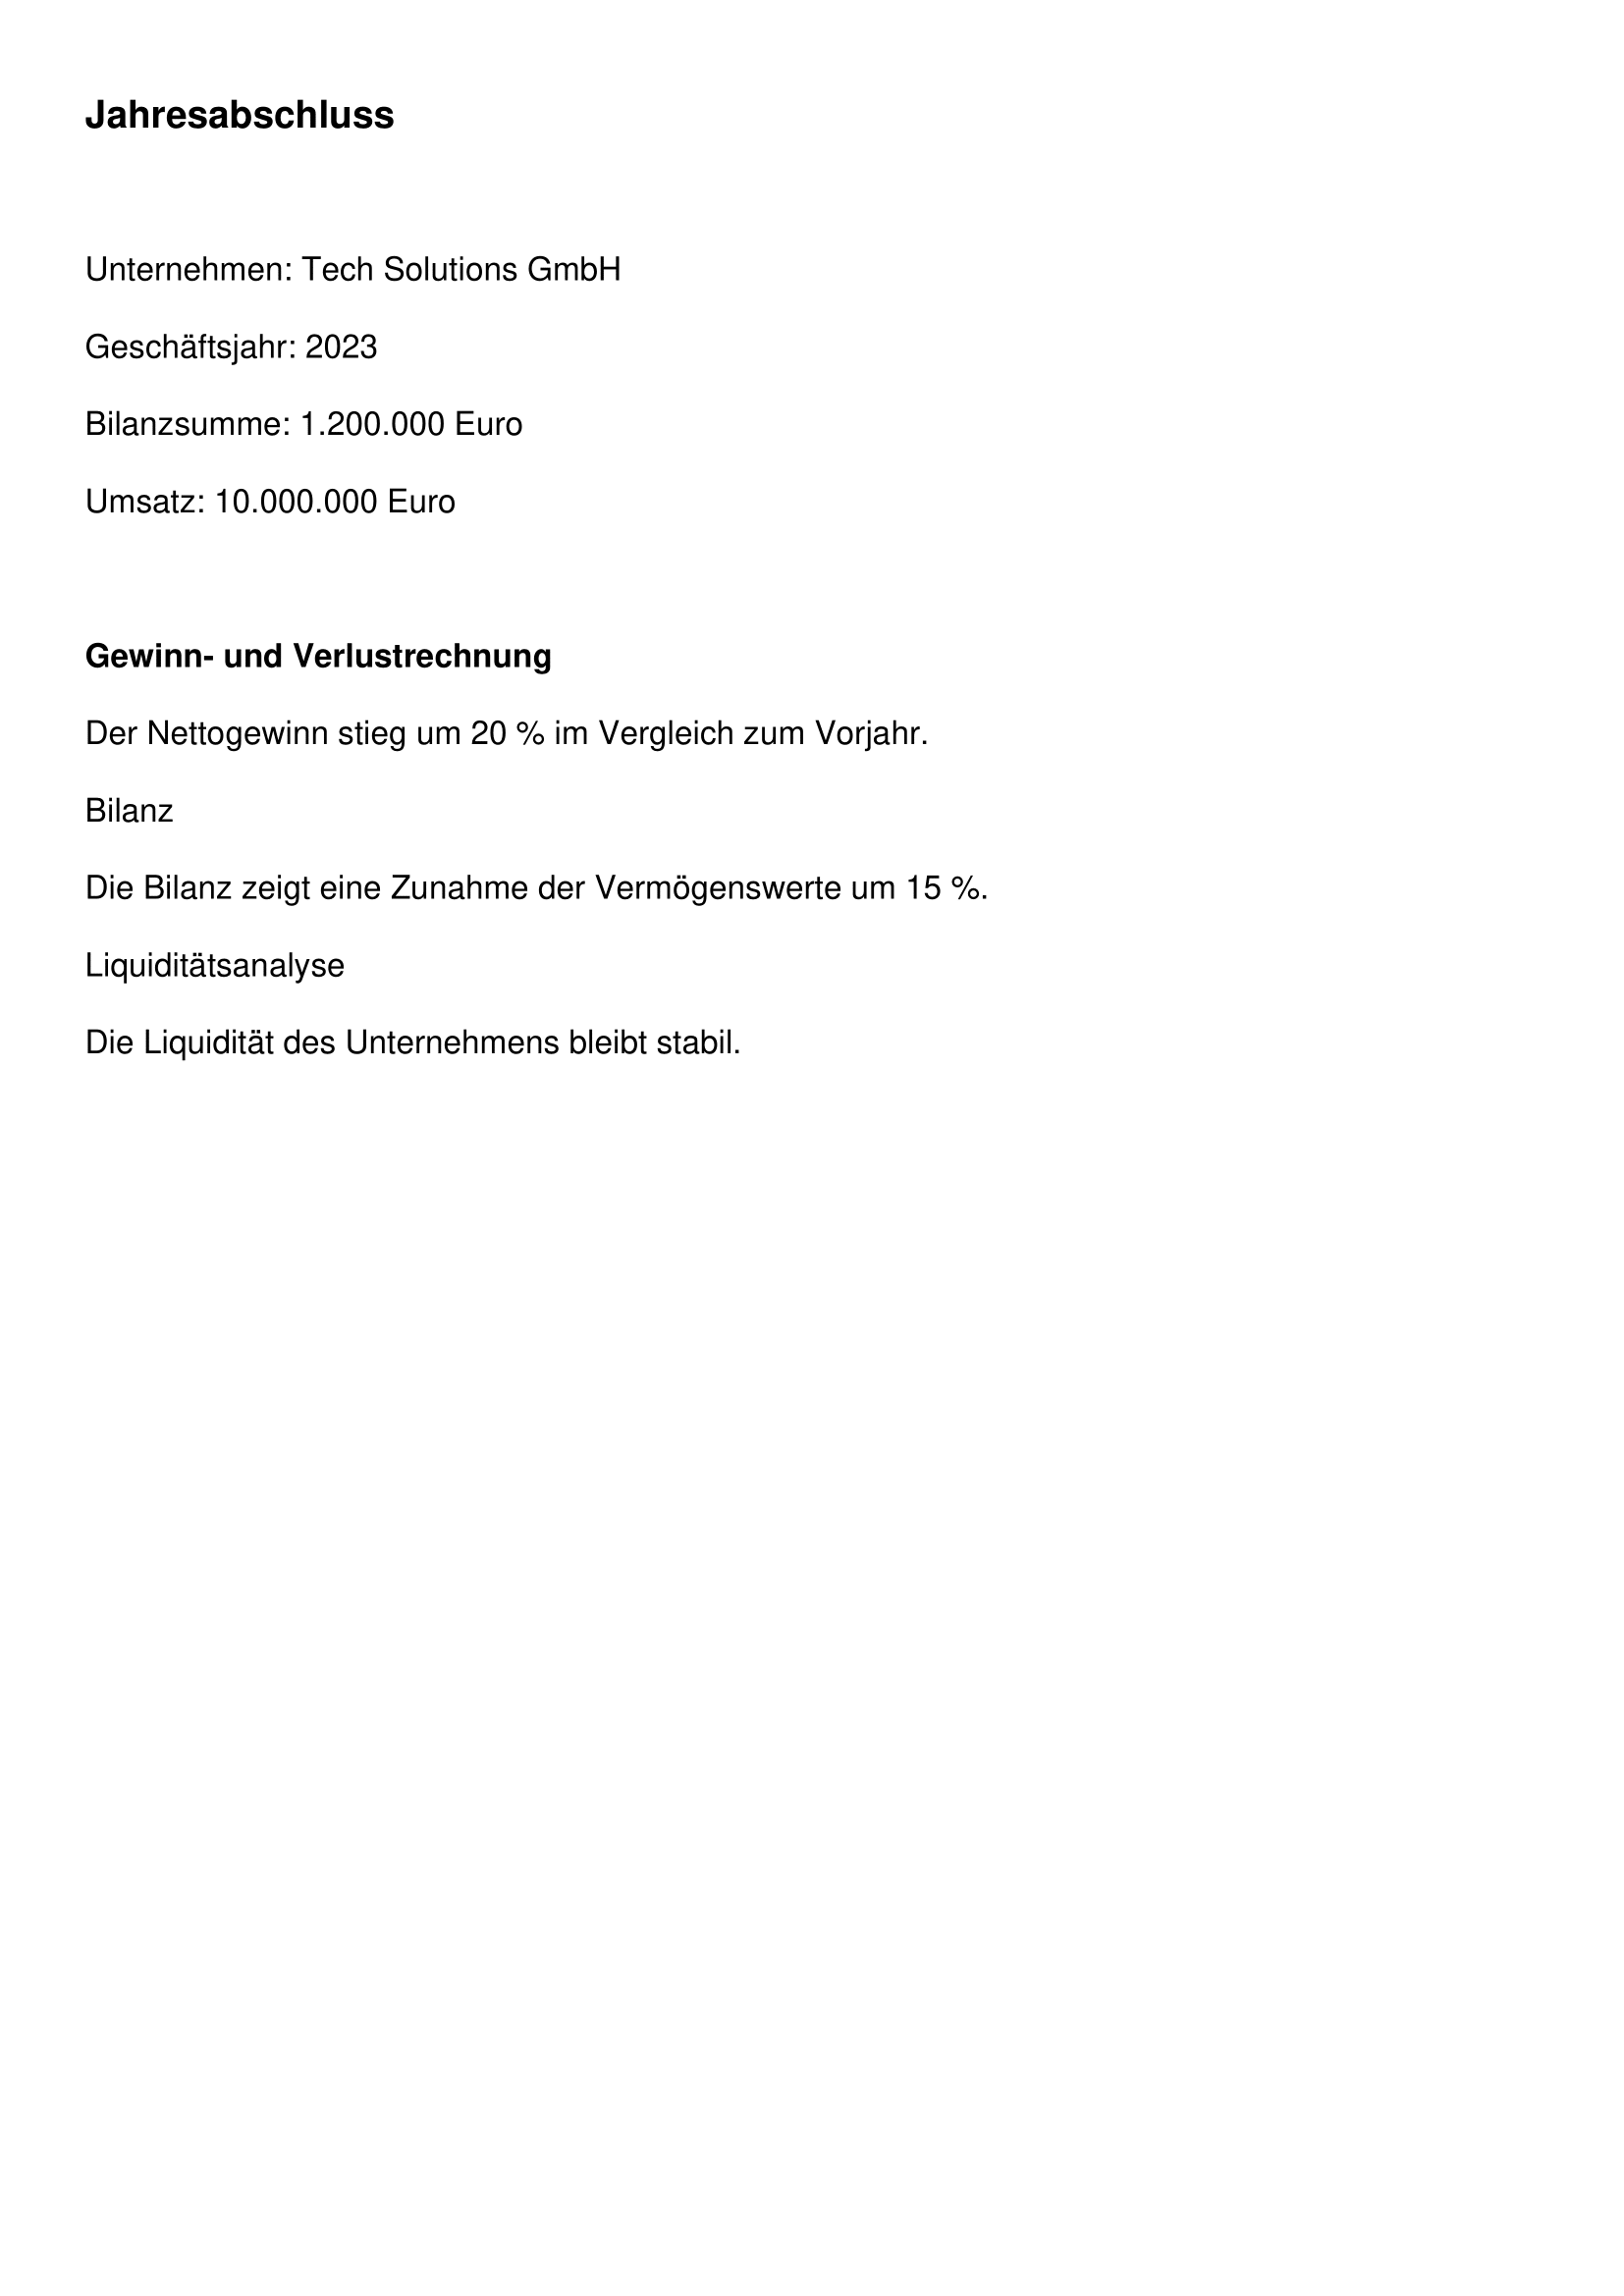 Jahresabschluss
Unternehmen: Tech Solutions GmbH
Geschäftsjahr: 2023
Bilanzsumme: 1.200.000 Euro
Umsatz: 10.000.000 Euro
Gewinn- und Verlustrechnung
Der Nettogewinn stieg um 20 % im Vergleich zum Vorjahr.
Bilanz
Die Bilanz zeigt eine Zunahme der Vermögenswerte um 15 %.
Liquiditätsanalyse
Die Liquidität des Unternehmens bleibt stabil.